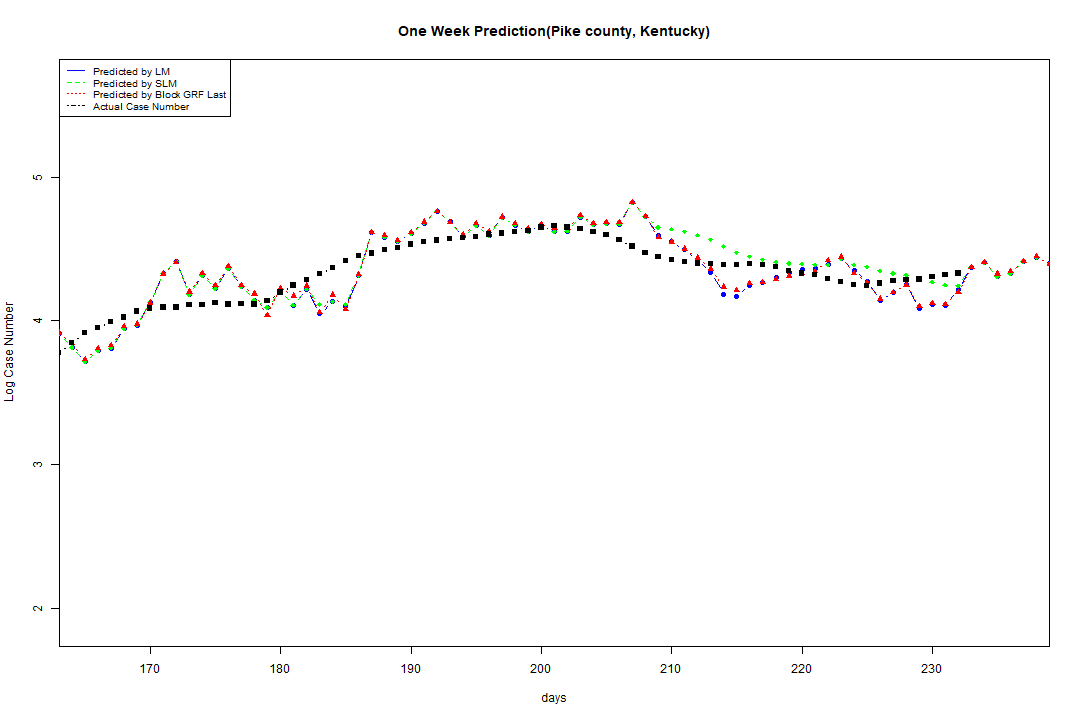 One Week Prediction(Pike county, Kentucky)
Predicted by LM
Predicted by SLM
Predicted by Block GRF Last
Actual Case Number
5
4
3
2
Log Case Number
170 180 190 200 210 220 230
days